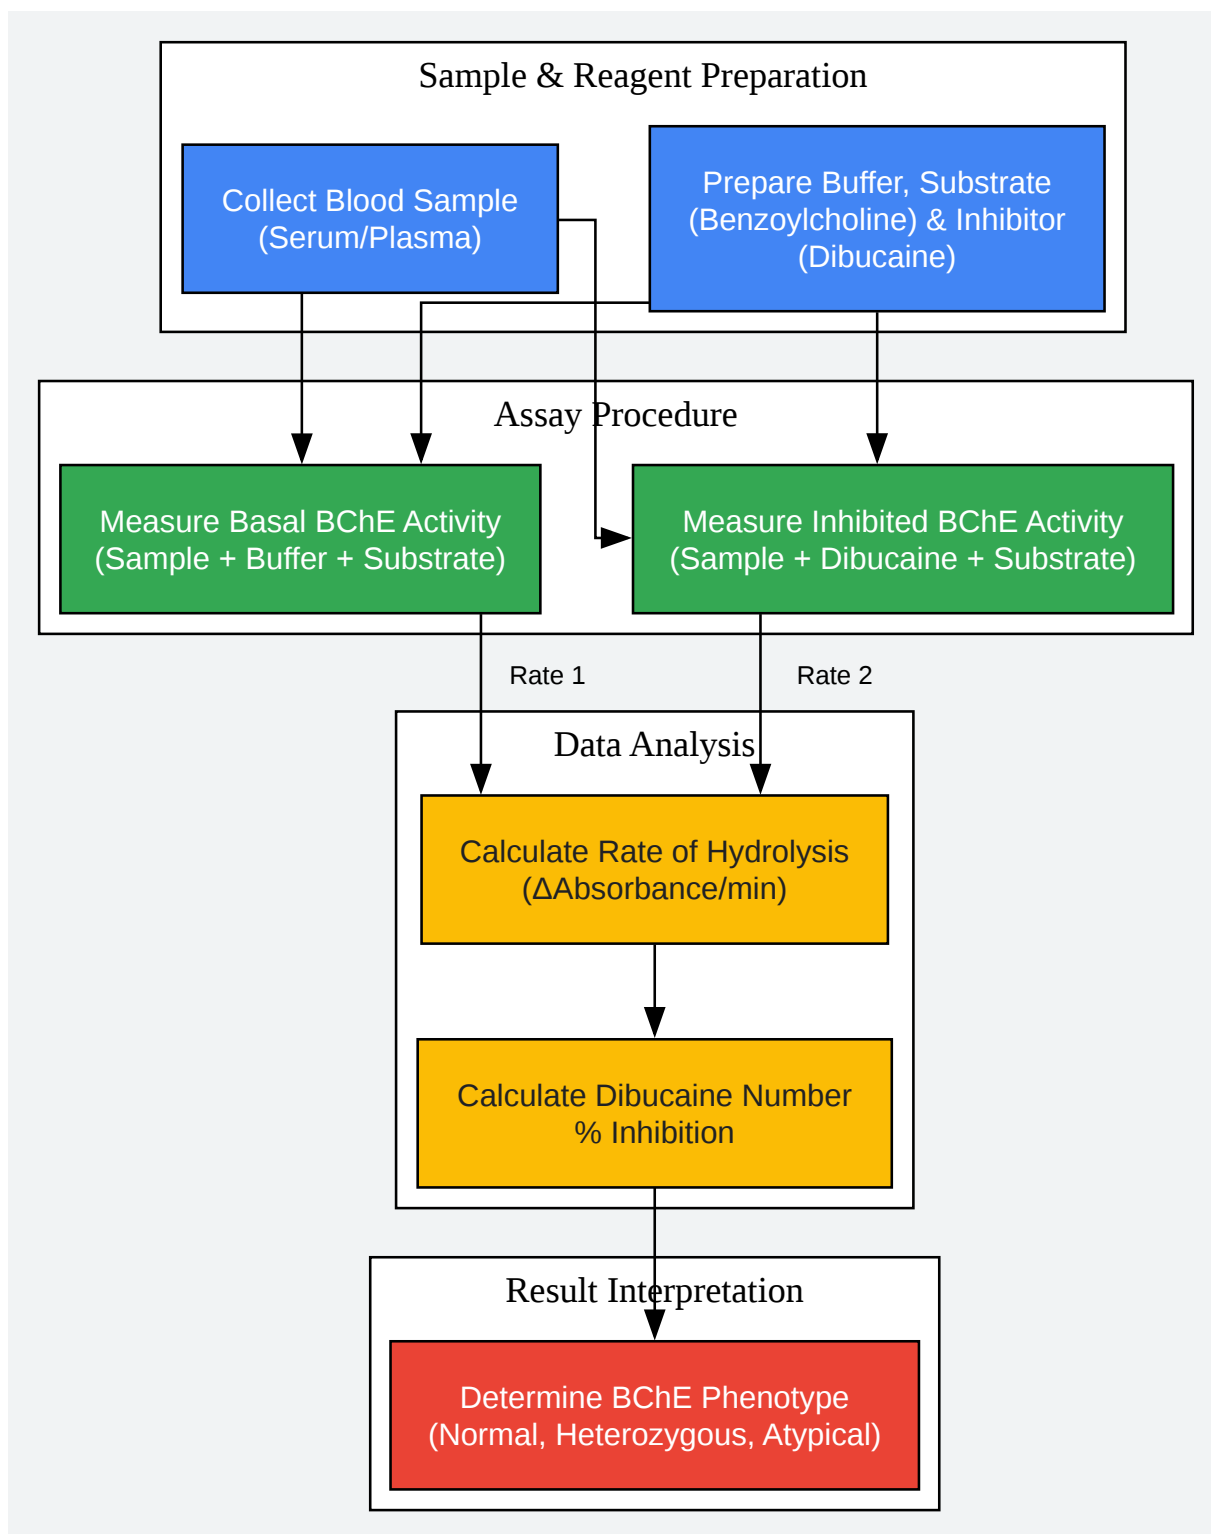 Sample & Reagent Preparation
Collect Blood Sample
(Serum/Plasma)
Prepare Buffer, Substrate
(Benzoylcholine) & Inhibitor
(Dibucaine)
Assay Procedure
Measure Basal BChE Activity
(Sample + Buffer + Substrate)
Measure Inhibited BChE Activity
(Sample + Dibucaine + Substrate)
Rate 1
Rate 2
Data Analysis
Calculate Rate of Hydrolysis
(ΔAbsorbance/min)
Calculate Dibucaine Number
% Inhibition
Result Interpretation
Determine BChE Phenotype
(Normal, Heterozygous, Atypical)